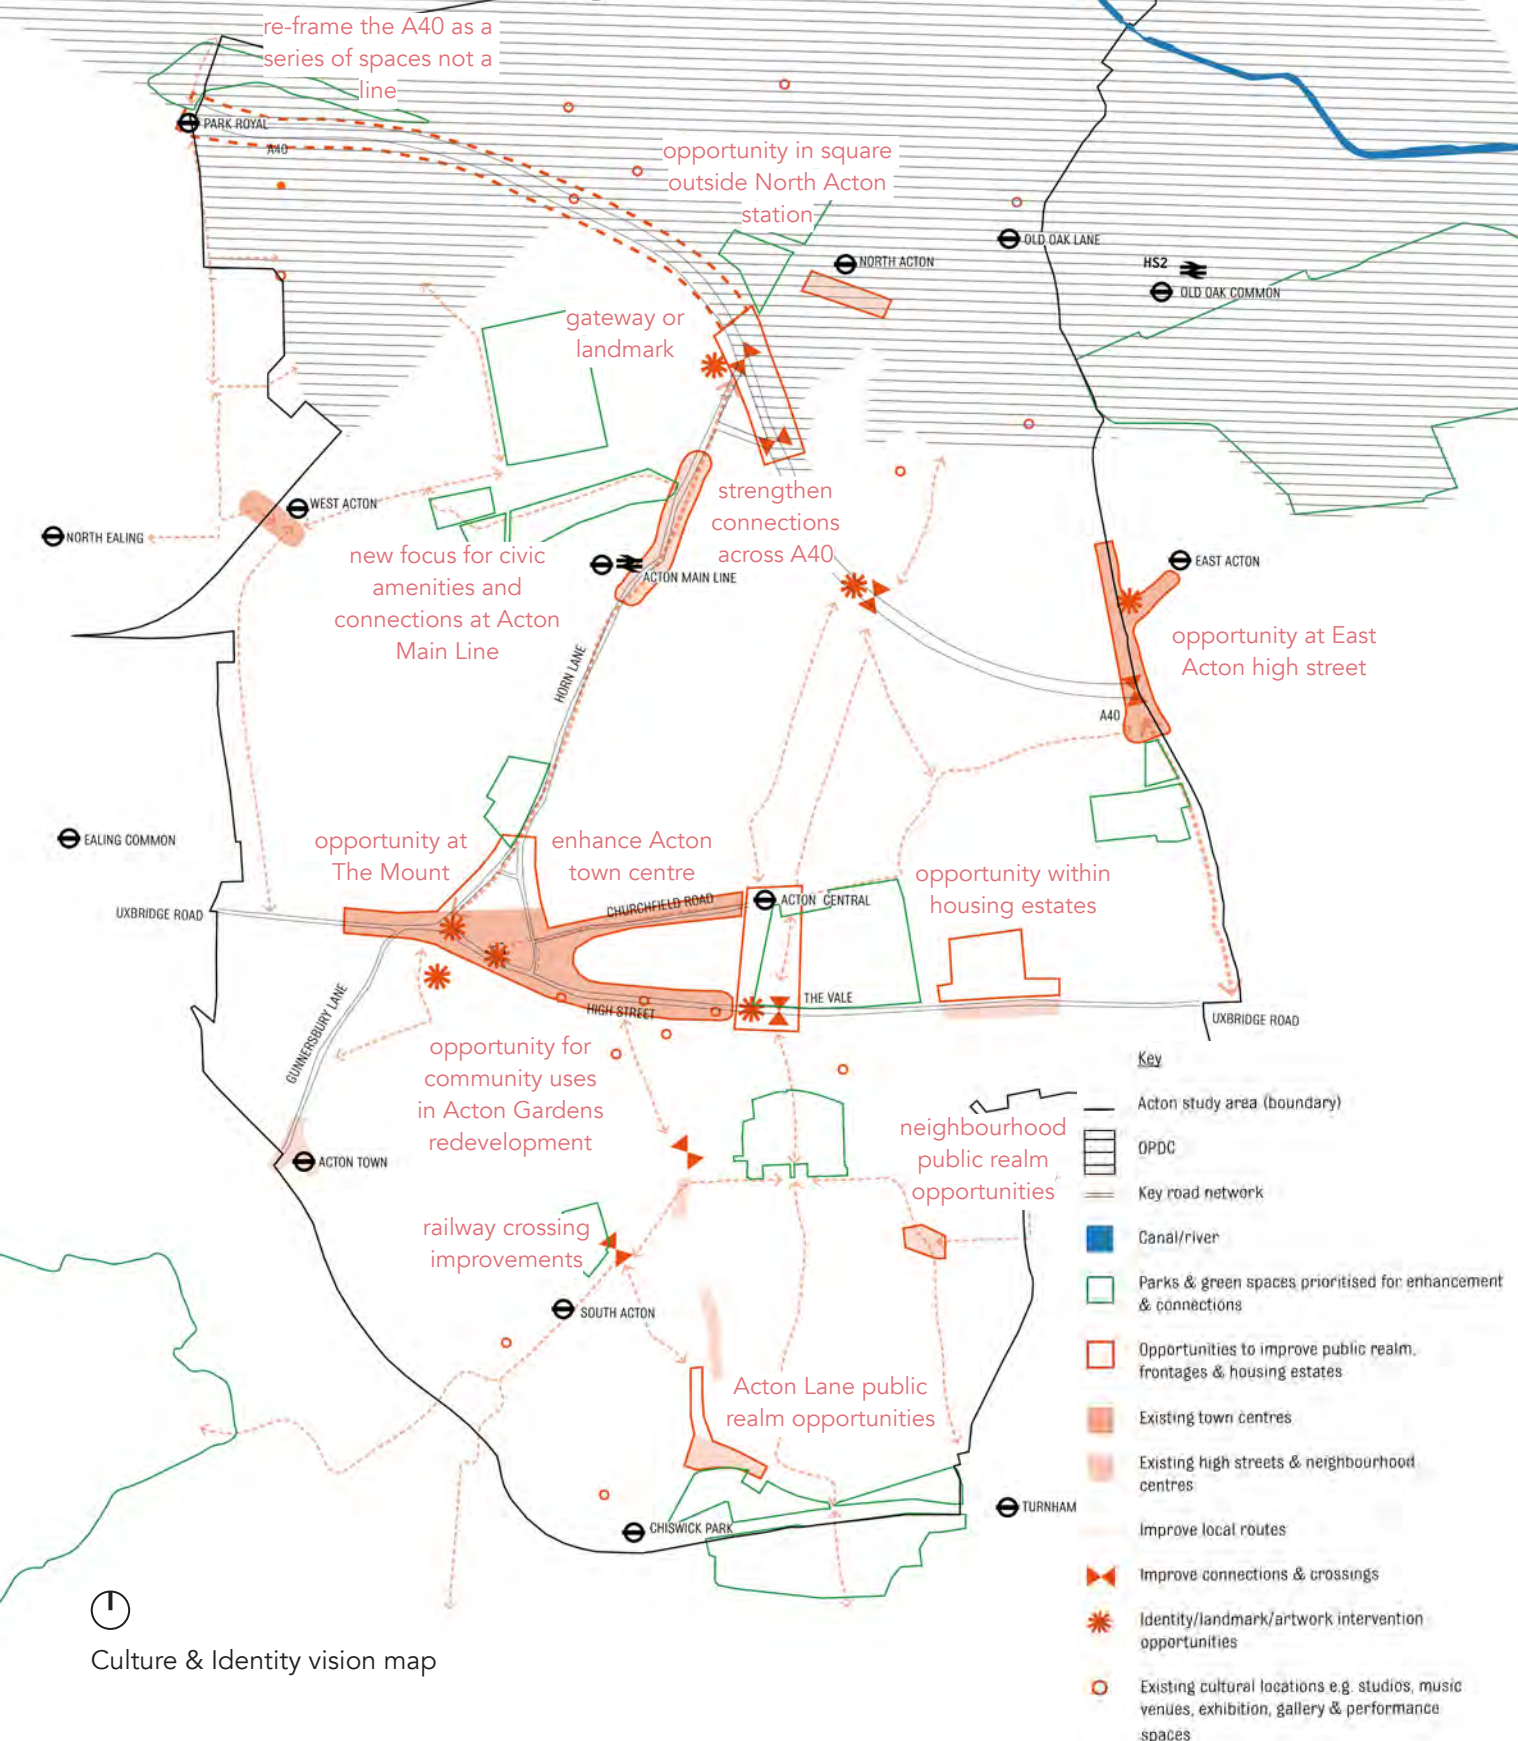 re-frame the A40 as a
series of spaces not a
line
PARK ROYAL
A40
opportunity in square
outside North Acton
station
OLD OAK LANE
NORTH ACTON
HS2
OLD OAK COMMON
gateway or
landmark
WEST ACTON
NORTH EALING
strengthen
connections
across A40
new focus for civic
amenities and
connections at Acton
Main Line
ACTON MAIN LINE
EAST ACTON
opportunity at East
Acton high street
HORN LANE
A40
EALING COMMON
opportunity at
The Mount
enhance Acton
town centre
opportunity within
housing estates
UXBRIDGE ROAD
CHURCHFIELD ROAD
ACTON CENTRAL
THE VALE
HIGH STREET
UXBRIDGE ROAD
GUNNERSBURY LANE
opportunity for
community uses
in Acton Gardens
redevelopment
neighbourhood
public realm
opportunities
ACTON TOWN
railway crossing
improvements
SOUTH ACTON
Acton Lane public
realm opportunities
CHISWICK PARK
TURNHAM
Key
Acton study area (boundary)
OPDC
Key road network
Canal/river
Parks & green spaces prioritised for enhancement
& connections
Opportunities to improve public realm,
frontages & housing estates
Existing town centres
Existing high streets & neighbourhood
centres
Improve local routes
Improve connections & crossings
Identity/landmark/artwork intervention
opportunities
Existing cultural locations e.g. studios, music
venues, exhibition, gallery & performance
spaces
Culture & Identity vision map